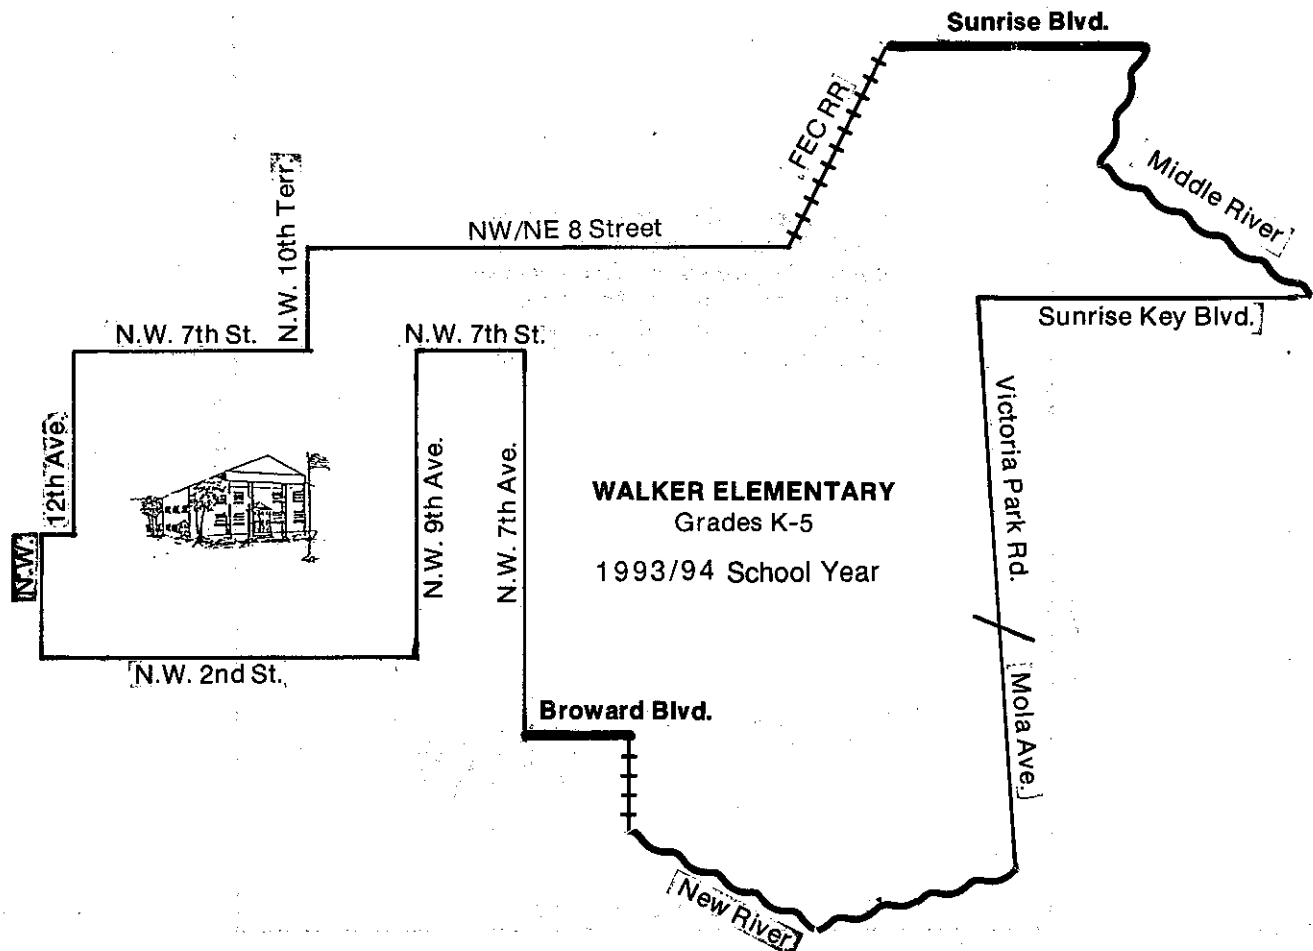 Sunrise Blvd.
FEC RR
Middle River
N.W. 10th Terr.
NW/NE 8 Street
Sunrise Key Blvd.
N.W. 7th St.
N.W. 7th St.
Victoria Park Rd.
12th Ave.
N.W.
N.W. 9th Ave.
N.W. 7th Ave.
WALKER ELEMENTARY
Grades K-5
1993/94 School Year
N.W. 2nd St.
Mola Ave.
Broward Blvd.
New River